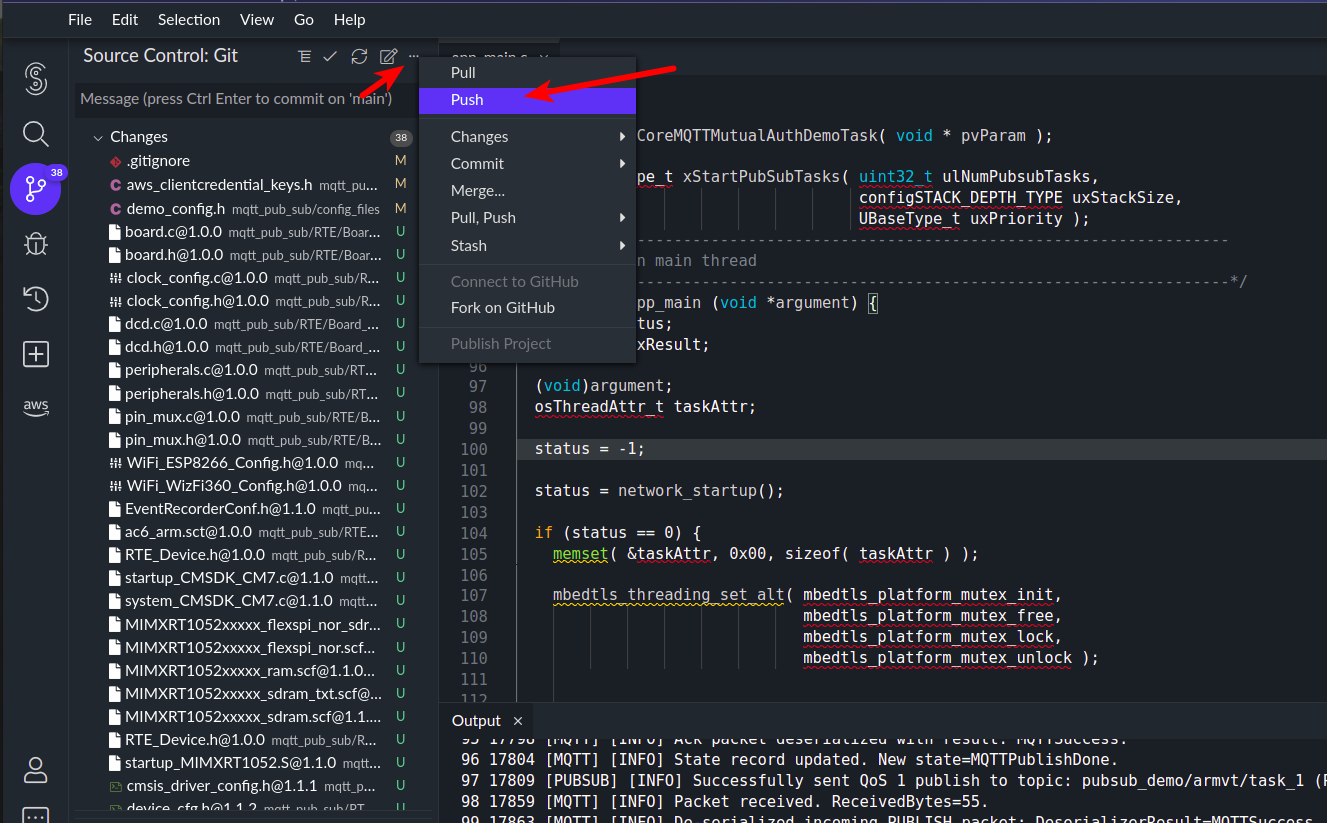 File Edit Selection View Go Help
Source Control: Git
Message (press Ctrl Enter to commit on 'main')
Changes 38
.gitignore M
aws_clientcredential_keys.h mqtt_pu... M
demo_config.h mqtt_pub_sub/config_files M
board.c@1.0.0 mqtt_pub_sub/RTE/Boar... U
board.h@1.0.0 mqtt_pub_sub/RTE/Boar... U
clock_config.c@1.0.0 mqtt_pub_sub/R... U
clock_config.h@1.0.0 mqtt_pub_sub/R... U
dcd.c@1.0.0 mqtt_pub_sub/RTE/Board_... U
dcd.h@1.0.0 mqtt_pub_sub/RTE/Board_... U
peripherals.c@1.0.0 mqtt_pub_sub/RT... U
peripherals.h@1.0.0 mqtt_pub_sub/RT... U
pin_mux.c@1.0.0 mqtt_pub_sub/RTE/B... U
pin_mux.h@1.0.0 mqtt_pub_sub/RTE/B... U
WiFi_ESP8266_Config.h@1.0.0 mq... U
WiFi_WizFi360_Config.h@1.0.0 mq... U
EventRecorderConf.h@1.1.0 mqtt_pu... U
ac6_arm.sct@1.0.0 mqtt_pub_sub/RTE... U
RTE_Device.h@1.0.0 mqtt_pub_sub/RTE... U
startup_CMSDK_CM7.c@1.1.0 mqtt... U
system_CMSDK_CM7.c@1.1.0 mqtt... U
MIMXRT1052xxxxx_flexspi_nor_sdr... U
MIMXRT1052xxxxx_flexspi_nor.scf... U
MIMXRT1052xxxxx_ram.scf@1.1.0... U
MIMXRT1052xxxxx_sdram_txt.scf@... U
MIMXRT1052xxxxx_sdram.scf@1.1.... U
RTE_Device.h@1.0.0 mqtt_pub_sub/R... U
startup_MIMXRT1052.S@1.1.0 mqtt... U
cmsis_driver_config.h@1.1.1 mqtt_p... U
device_cfg.h@1.1.2 mqtt_pub_sub/RT... U
38
aws
app_main.c
Pull
Push
Changes
Commit
Merge...
Pull, Push
Stash
Connect to GitHub
Fork on GitHub
Publish Project
CoreMQTTMutualAuthDemoTask( void * pvParam );
pe_t xStartPubSubTasks( uint32_t ulNumPubsubTasks,
configSTACK_DEPTH_TYPE uxStackSize,
UBaseType_t uxPriority );
----------------------------------------------------------------
n main thread
----------------------------------------------------------------*/
pp_main (void *argument) {
tus;
xResult;
96
97 (void)argument;
98 osThreadAttr_t taskAttr;
99
100 status = -1;
101
102 status = network_startup();
103
104 if (status == 0) {
105 memset( &taskAttr, 0x00, sizeof( taskAttr ) );
106
107 mbedtls_threading_set_alt( mbedtls_platform_mutex_init,
108 mbedtls_platform_mutex_free,
109 mbedtls_platform_mutex_lock,
110 mbedtls_platform_mutex_unlock );
111
112
Output
95 17798 [MQTT] [INFO] Ack packet deserialized with result: MQTTSuccess.
96 17804 [MQTT] [INFO] State record updated. New state=MQTTPublishDone.
97 17809 [PUBSUB] [INFO] Successfully sent QoS 1 publish to topic: pubsub_demo/armvt/task_1 (
98 17859 [MQTT] [INFO] Packet received. ReceivedBytes=55.
99 17863 [MQTT] [INFO] De-serialized incoming PUBLISH packet: DeserializerResult=MQTTSuccess.